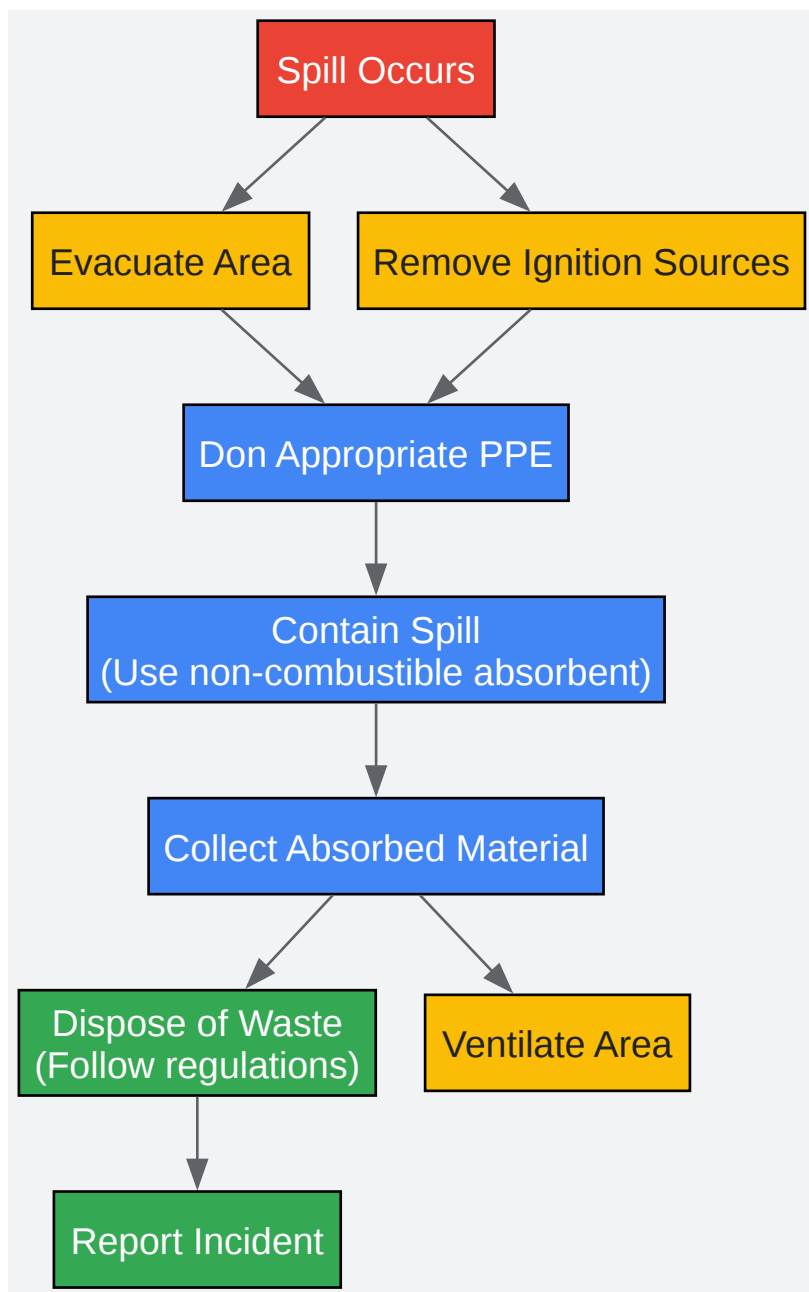 Spill Occurs
Evacuate Area
Remove Ignition Sources
Don Appropriate PPE
Contain Spill
(Use non-combustible absorbent)
Collect Absorbed Material
Dispose of Waste
(Follow regulations)
Ventilate Area
Report Incident